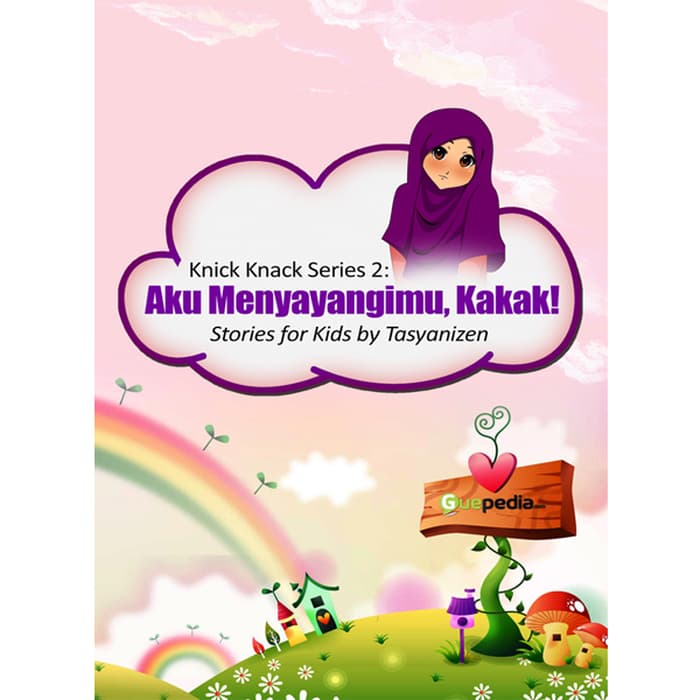 Knick Knack Series 2:
Aku Menyayangimu, Kakak!
Stories for Kids by Tasyanizen
Guepedia